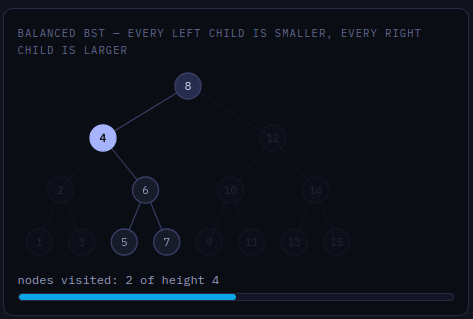 BALANCED BST — EVERY LEFT CHILD IS SMALLER, EVERY RIGHT
CHILD IS LARGER
8
4 12
2 6 10 14
1 3 5 7 9 11 13 15
nodes visited: 2 of height 4